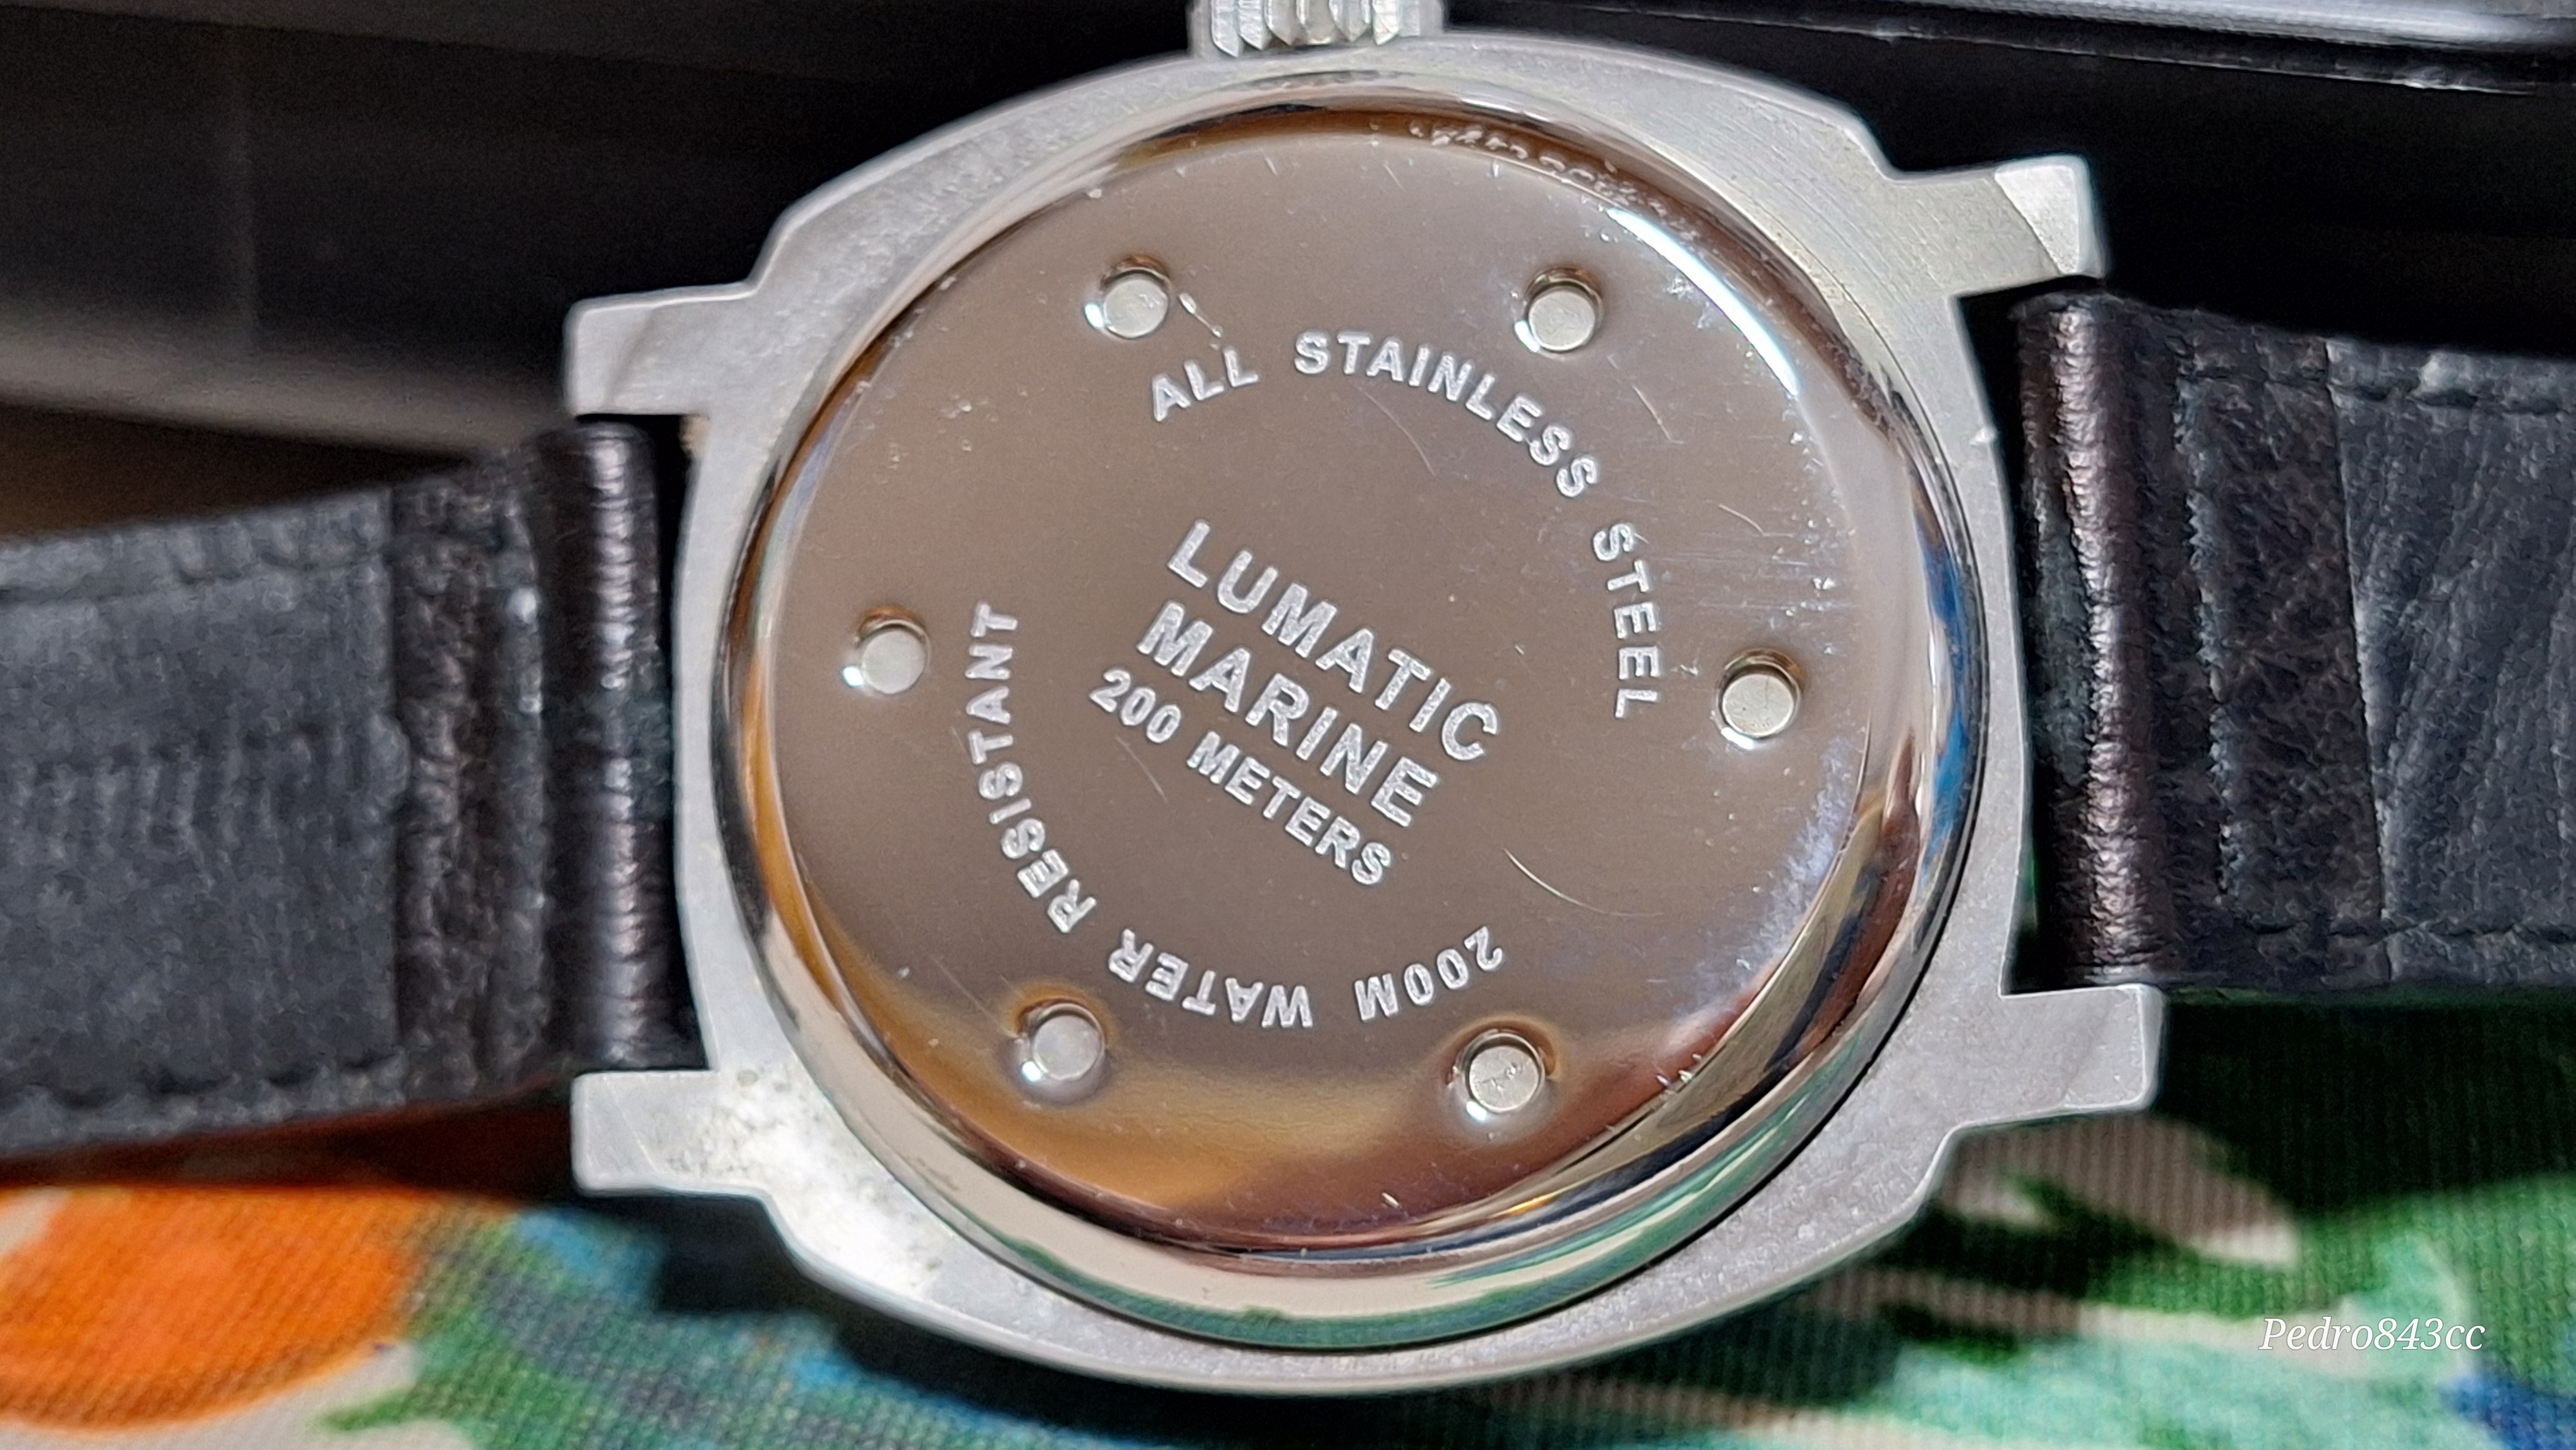 ALL STAINLESS STEEL
LUMATIC
MARINE
200 METERS
200M WATER RESISTANT
Pedro843cc